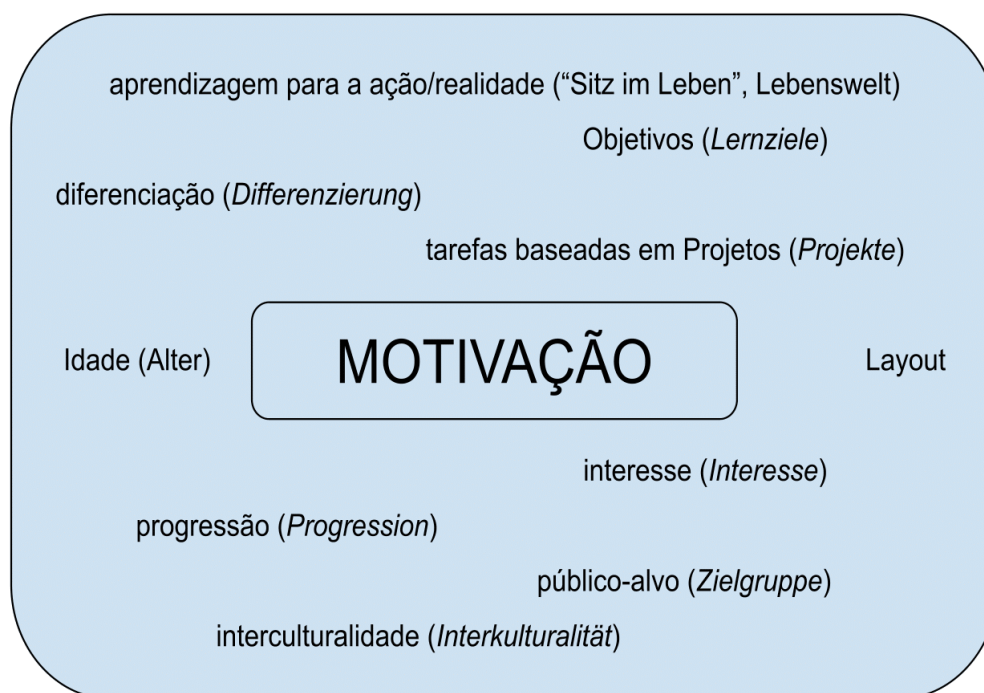 aprendizagem para a ação/realidade (“Sitz im Leben”, Lebenswelt)
Objetivos (Lernziele)
diferenciação (Differenzierung)
tarefas baseadas em Projetos (Projekte)
Idade (Alter)
MOTIVAÇÃO
Layout
interesse (Interesse)
progressão (Progression)
público-alvo (Zielgruppe)
interculturalidade (Interkulturalität)